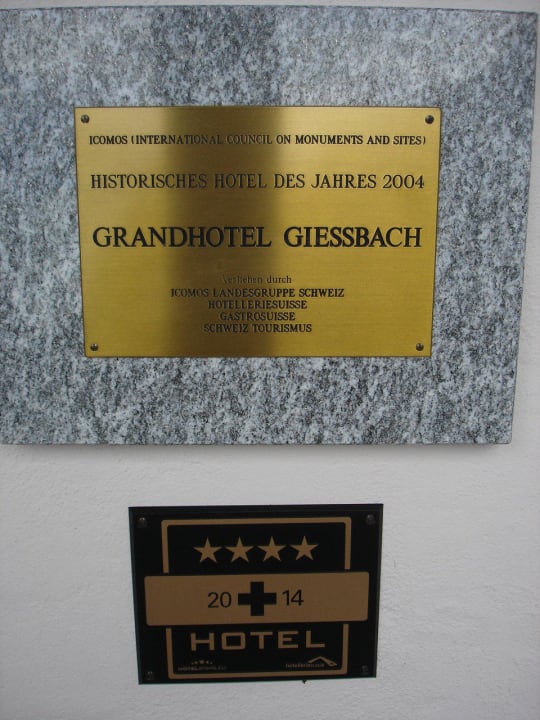 ICOMOS (INTERNATIONAL COUNCIL ON MONUMENTS AND SITES)
HISTORISCHES HOTEL DES JAHRES 2004
GRANDHOTEL GIESSBACH
Verliehen durch
ICOMOS LANDESGRUPPE SCHWEIZ
HOTELLERIESUISSE
GASTROSUISSE
SCHWEIZ TOURISMUS
20 14
HOTEL
hotelleriesuisse